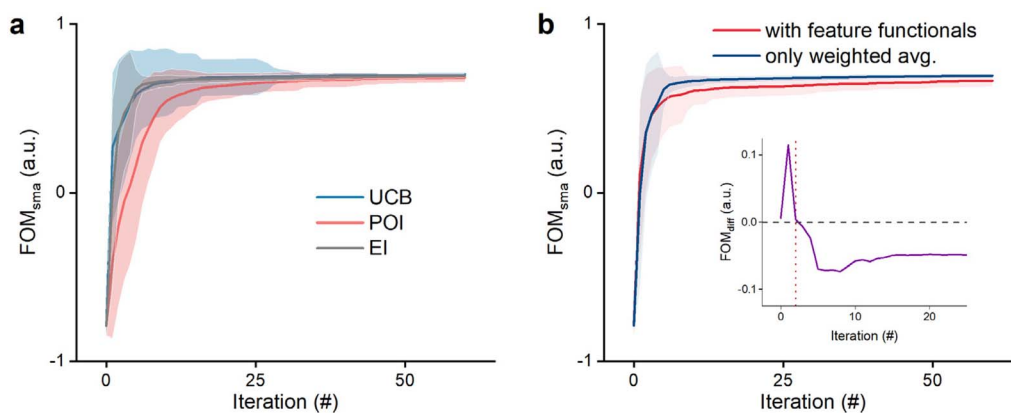 a
1
0
-1
FOMsma (a.u.)
UCB
POI
EI
0
25
50
Iteration (#)
b
1
0
-1
FOMsma (a.u.)
with feature functionals
only weighted avg.
0.1
0.0
-0.1
FOMdiff (a.u.)
0
10
20
Iteration (#)
0
25
50
Iteration (#)